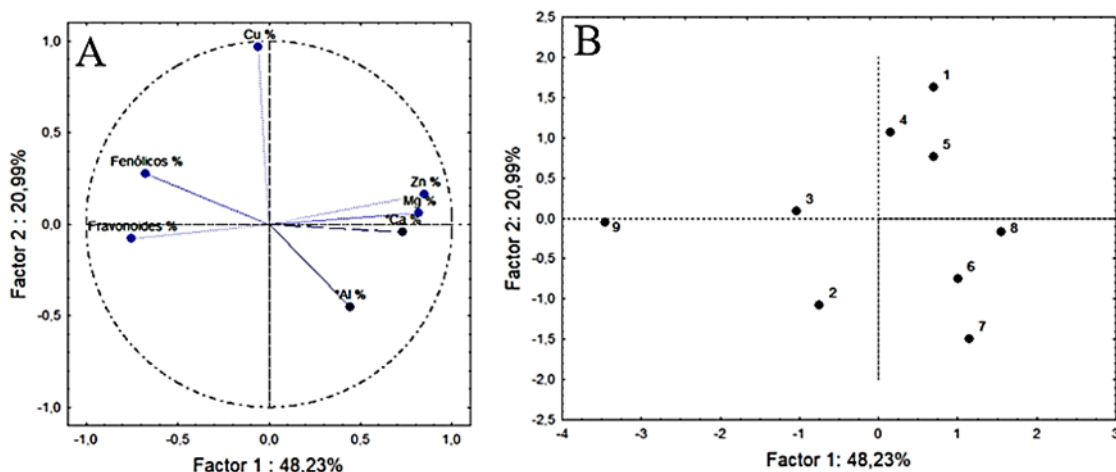 A
Cu %
Fenólicos %
Zn %
Mg %
*Ca %
Fravonoides %
*Al %
1,0
0,5
0,0
-0,5
-1,0
-1,0
-0,5
0,0
0,5
1,0
Factor 2 : 20,99%
Factor 1 : 48,23%
B
2,5
2,0
1,5
1,0
0,5
0,0
-0,5
-1,0
-1,5
-2,0
-2,5
1
4
5
3
9
8
6
2
7
-4
-3
-2
-1
0
1
2
3
Factor 2: 20,99%
Factor 1: 48,23%